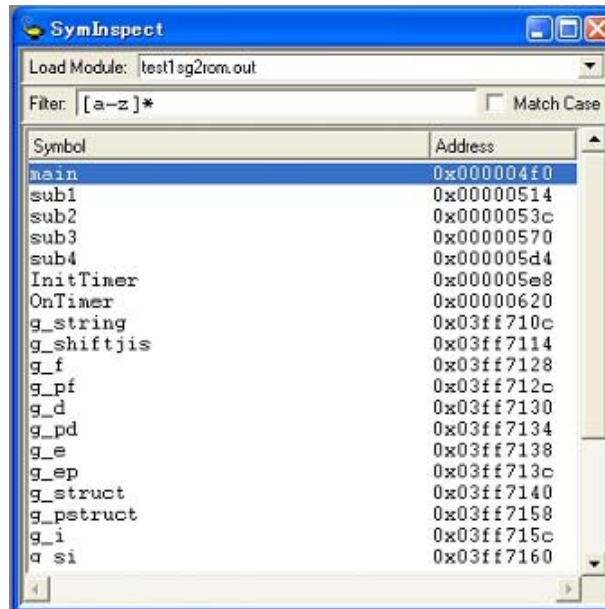 SymInspect
Load Module: test1sg2rom.out
Filter: [a-z]* Match Case
Symbol Address
main 0x000004f0
sub1 0x00000514
sub2 0x0000053c
sub3 0x00000570
sub4 0x000005d4
InitTimer 0x000005e8
OnTimer 0x00000620
g_string 0x03ff710c
g_shiftjis 0x03ff7114
g_f 0x03ff7128
g_pf 0x03ff712c
g_d 0x03ff7130
g_pd 0x03ff7134
g_e 0x03ff7138
g_ep 0x03ff713c
g_struct 0x03ff7140
g_pstruct 0x03ff7158
g_i 0x03ff715c
g_si 0x03ff7160